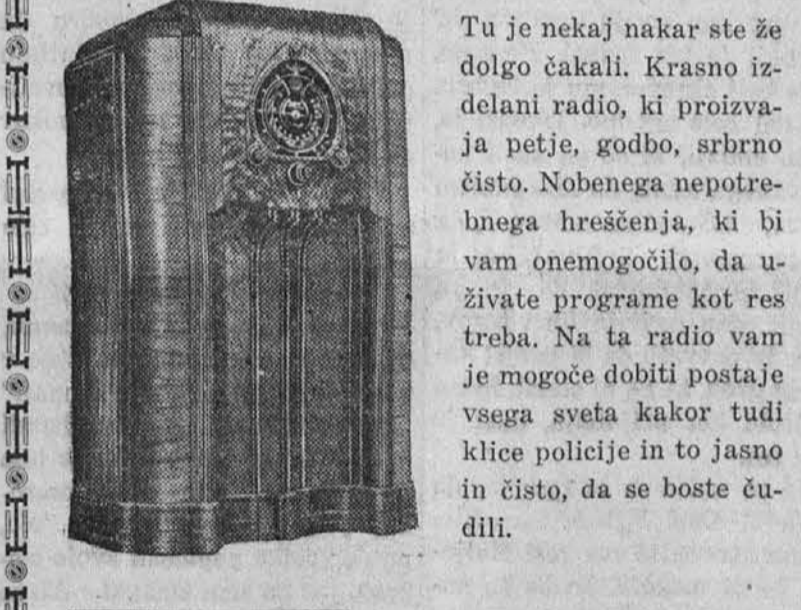 Tu je nekaj nakar ste že
dolgo čakali. Krasno iz-
delani radio, ki proizva-
ja petje, godbo, srbrno
čisto. Nobenega nepotre-
bnega hreščenja, ki bi
vam onemogočilo, da u-
živate programe kot res
treba. Na ta radio vam
je mogoče dobiti postaje
vsega sveta kakor tudi
klice policije in to jasno
in čisto, da se boste ču-
dili.